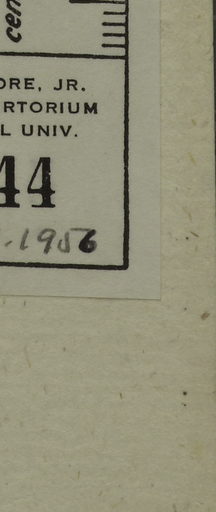 cen
ORE, JR.
RTORIUM
L UNIV.
44
. 1956